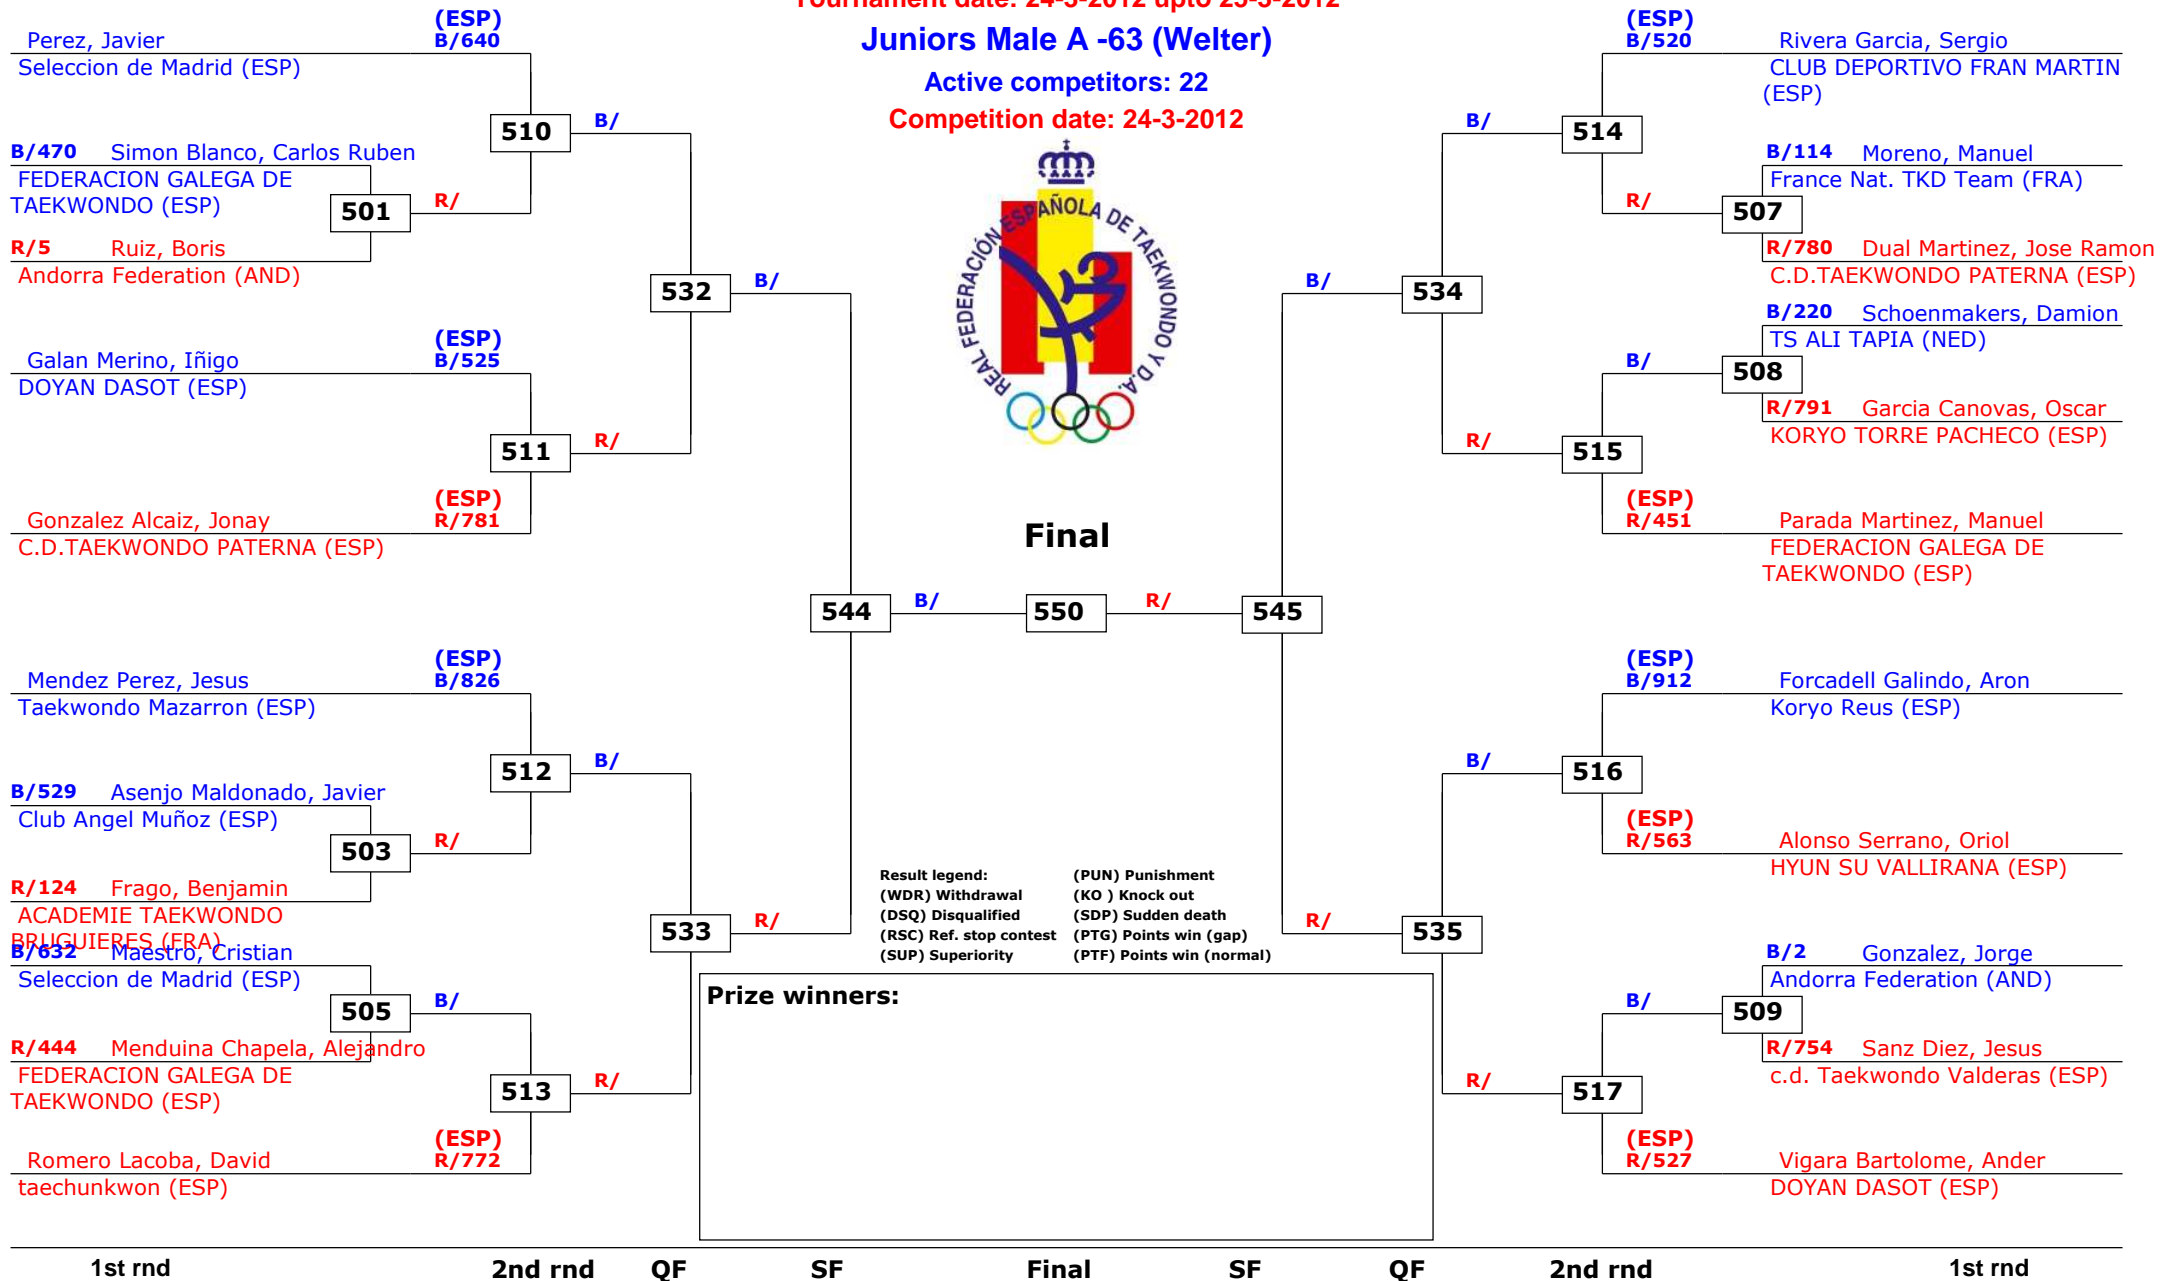 Tournament date: 24-3-2012 upto 25-3-2012
Juniors Male A -63 (Welter)
Active competitors: 22
Competition date: 24-3-2012
REAL FEDERACIÓN ESPAÑOLA DE TAEKWONDO Y D.A.
(ESP)
Perez, Javier B/640
Seleccion de Madrid (ESP)
510
B/
B/470 Simon Blanco, Carlos Ruben
FEDERACION GALEGA DE
TAEKWONDO (ESP)
501
R/
R/5 Ruiz, Boris
Andorra Federation (AND)
532
B/
(ESP)
Galan Merino, Iñigo B/525
DOYAN DASOT (ESP)
511
R/
(ESP)
Gonzalez Alcaiz, Jonay R/781
C.D.TAEKWONDO PATERNA (ESP)
544
B/
(ESP)
Mendez Perez, Jesus B/826
Taekwondo Mazarron (ESP)
512
B/
B/529 Asenjo Maldonado, Javier
Club Angel Muñoz (ESP)
503
R/
R/124 Frago, Benjamin
ACADEMIE TAEKWONDO
BRUGUIERES (FRA)
533
R/
B/632 Maestro, Cristian
Seleccion de Madrid (ESP)
505
B/
R/444 Menduina Chapela, Alejandro
FEDERACION GALEGA DE
TAEKWONDO (ESP)
513
R/
(ESP)
Romero Lacoba, David R/772
taechunkwon (ESP)
Final
550
R/
545
(ESP)
B/520 Rivera Garcia, Sergio
CLUB DEPORTIVO FRAN MARTIN
(ESP)
B/
514
B/114 Moreno, Manuel
France Nat. TKD Team (FRA)
R/
507
R/780 Dual Martinez, Jose Ramon
C.D.TAEKWONDO PATERNA (ESP)
B/
534
B/220 Schoenmakers, Damion
TS ALI TAPIA (NED)
B/
508
R/791 Garcia Canovas, Oscar
KORYO TORRE PACHECO (ESP)
R/
515
(ESP)
R/451 Parada Martinez, Manuel
FEDERACION GALEGA DE
TAEKWONDO (ESP)
(ESP)
B/912 Forcadell Galindo, Aron
Koryo Reus (ESP)
B/
516
(ESP)
R/563 Alonso Serrano, Oriol
HYUN SU VALLIRANA (ESP)
R/
535
B/2 Gonzalez, Jorge
Andorra Federation (AND)
B/
509
R/754 Sanz Diez, Jesus
c.d. Taekwondo Valderas (ESP)
R/
517
(ESP)
R/527 Vigara Bartolome, Ander
DOYAN DASOT (ESP)
Result legend: (PUN) Punishment
(WDR) Withdrawal (KO ) Knock out
(DSQ) Disqualified (SDP) Sudden death
(RSC) Ref. stop contest (PTG) Points win (gap)
(SUP) Superiority (PTF) Points win (normal)
Prize winners:
1st rnd 2nd rnd QF SF Final SF QF 2nd rnd 1st rnd